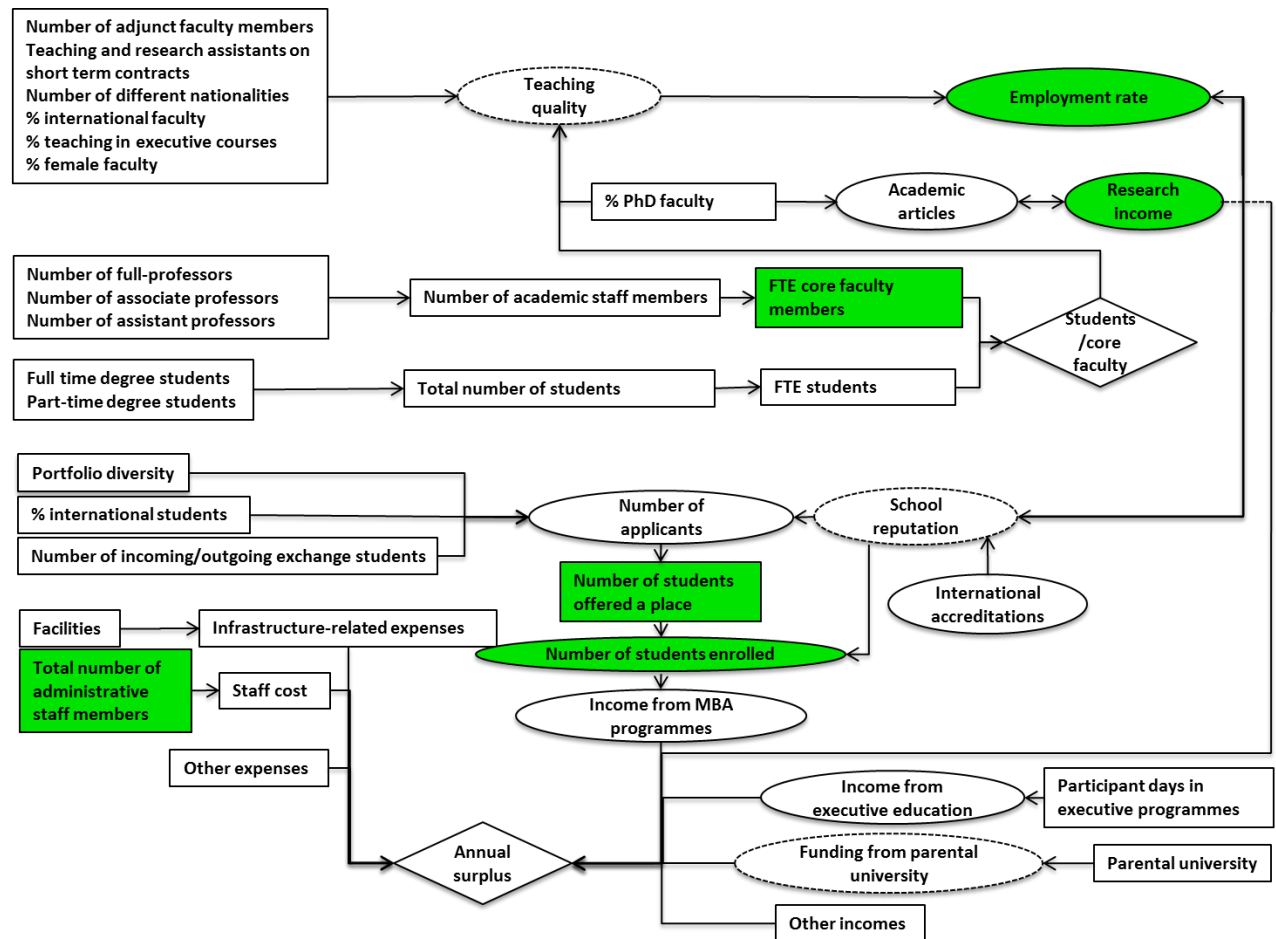 Number of adjunct faculty members
Teaching and research assistants on
short term contracts
Number of different nationalities
% international faculty
% teaching in executive courses
% female faculty
Teaching
quality
Employment rate
% PhD faculty
Academic
articles
Research
income
Number of full-professors
Number of associate professors
Number of assistant professors
Number of academic staff members
FTE core faculty
members
Students
/core
faculty
Full time degree students
Part-time degree students
Total number of students
FTE students
Portfolio diversity
% international students
Number of incoming/outgoing exchange students
Number of
applicants
School
reputation
Number of students
offered a place
International
accreditations
Facilities
Infrastructure-related expenses
Number of students enrolled
Total number of
administrative
staff members
Staff cost
Income from MBA
programmes
Other expenses
Income from
executive education
Participant days in
executive programmes
Annual
surplus
Funding from parental
university
Parental university
Other incomes